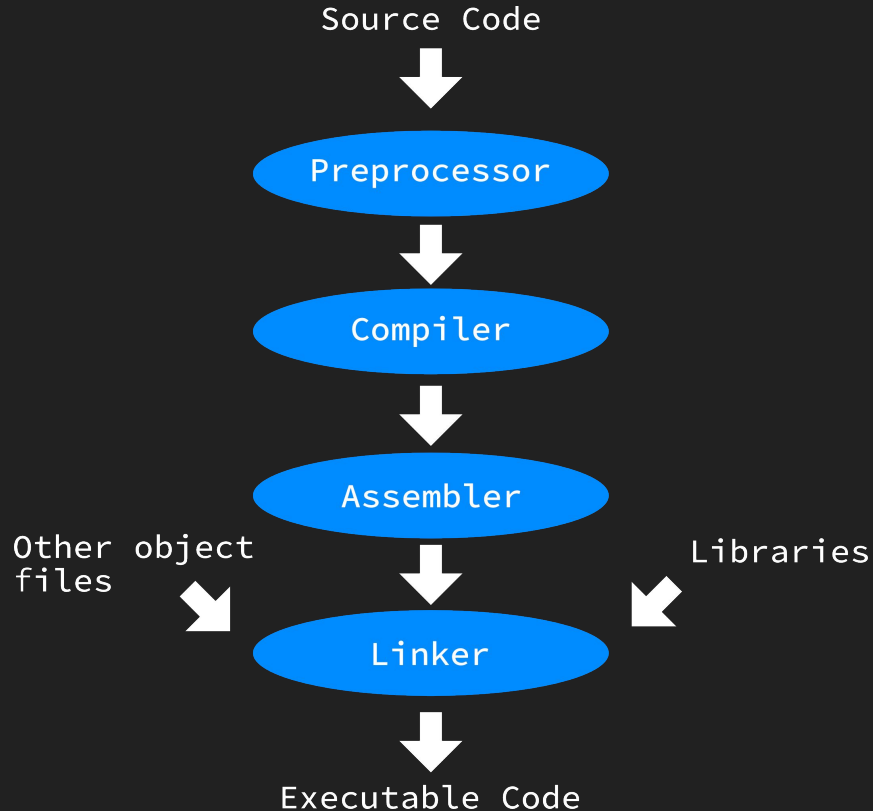 Source Code
Preprocessor
Compiler
Assembler
Other object
files
Libraries
Linker
Executable Code